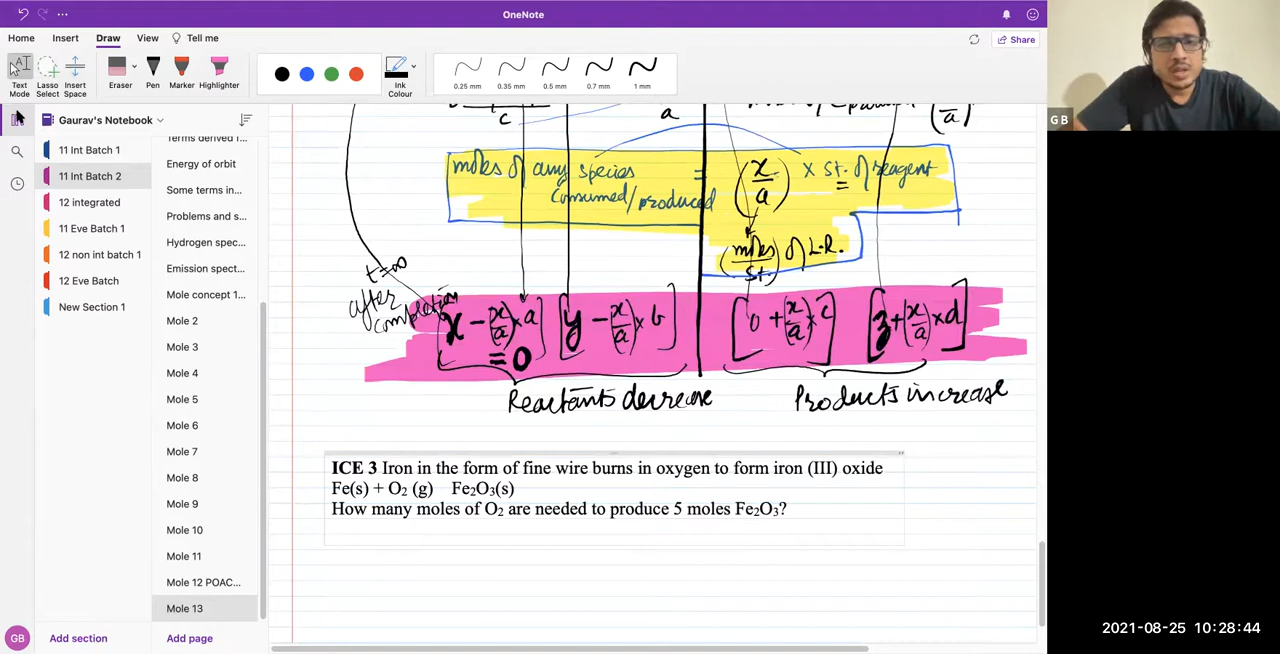 OneNote
Home Insert Draw View Tell me
Share
Text Mode
Lasso Select
Insert Space
Eraser
Pen
Marker
Highlighter
0.25 mm
0.35 mm
0.5 mm
0.7 mm
1 mm
Ink Colour
Gaurav's Notebook
11 Int Batch 1
11 Int Batch 2
12 integrated
11 Eve Batch 1
12 non int batch 1
12 Eve Batch
New Section 1
Add section
GB
Terms derived f...
Energy of orbit
Some terms in...
Problems and s...
Hydrogen spec...
Emission spect...
Mole concept 1...
Mole 2
Mole 3
Mole 4
Mole 5
Mole 6
Mole 7
Mole 8
Mole 9
Mole 10
Mole 11
Mole 12 POAC...
Mole 13
Add page
c a (/a)
moles of any species = (x/a) × St. of reagent
consumed/produced
(moles/St.) of L.R.
t=∞
after completion
[x - (x/a) × a] [y - (x/a) × b] [0 + (x/a) × c] [z + (x/a) × d]
= 0
Reactants decrease Products increase
ICE 3 Iron in the form of fine wire burns in oxygen to form iron (III) oxide
Fe(s) + O₂ (g) Fe₂O₃(s)
How many moles of O₂ are needed to produce 5 moles Fe₂O₃?
G B
2021-08-25 10:28:44